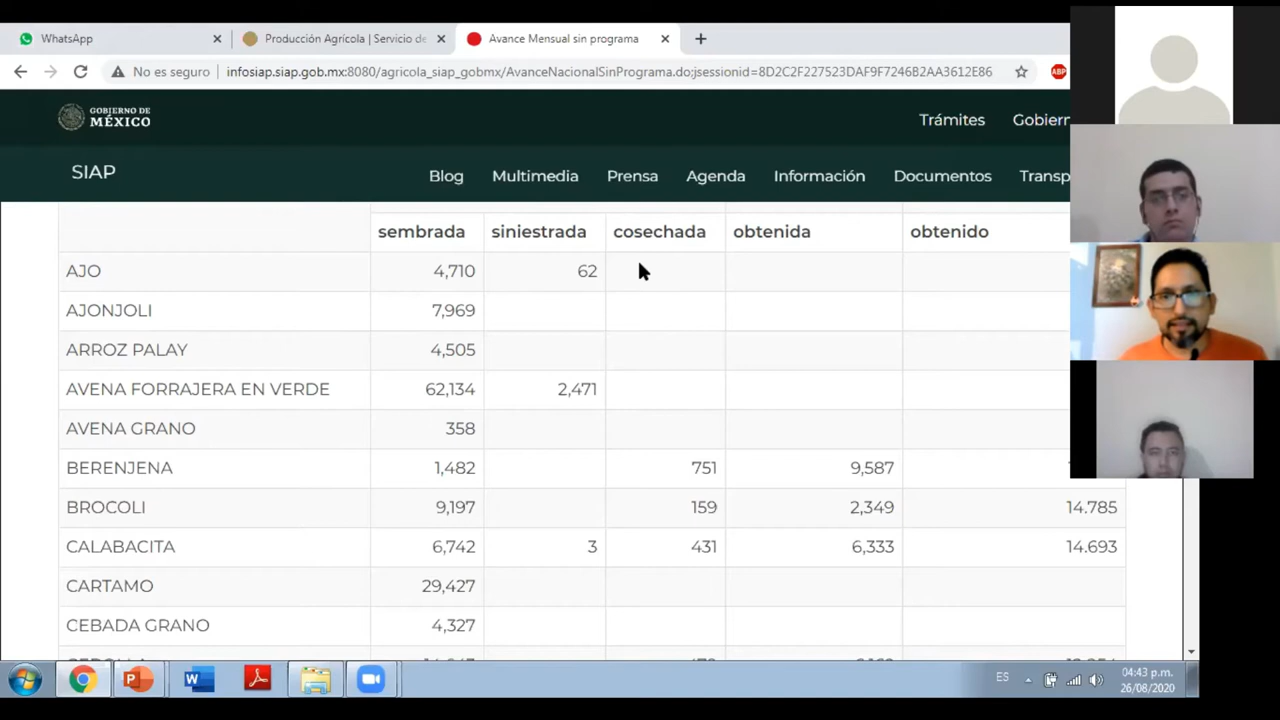 WhatsApp
Producción Agrícola | Servicio de
Avance Mensual sin programa
No es seguro infosiap.siap.gob.mx:8080/agricola_siap_gobmx/AvanceNacionalSinPrograma.do;jsessionid=8D2C2F227523DAF9F7246B2AA3612E86
ABP
GOBIERNO DE
MÉXICO
Trámites Gobiern
SIAP Blog Multimedia Prensa Agenda Información Documentos Transp
sembrada siniestrada cosechada obtenida obtenido
AJO 4,710 62
AJONJOLI 7,969
ARROZ PALAY 4,505
AVENA FORRAJERA EN VERDE 62,134 2,471
AVENA GRANO 358
BERENJENA 1,482 751 9,587
BROCOLI 9,197 159 2,349 14.785
CALABACITA 6,742 3 431 6,333 14.693
CARTAMO 29,427
CEBADA GRANO 4,327
ES
04:43 p.m.
26/08/2020